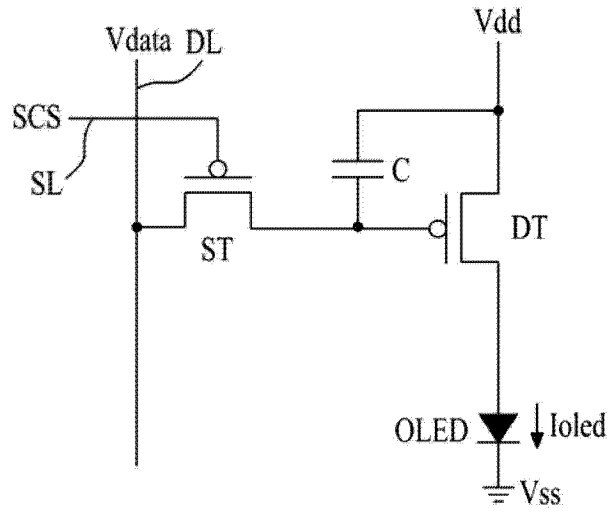 Vdd
Vdata DL
SCS
SL
C
ST
DT
OLED
Ioled
Vss